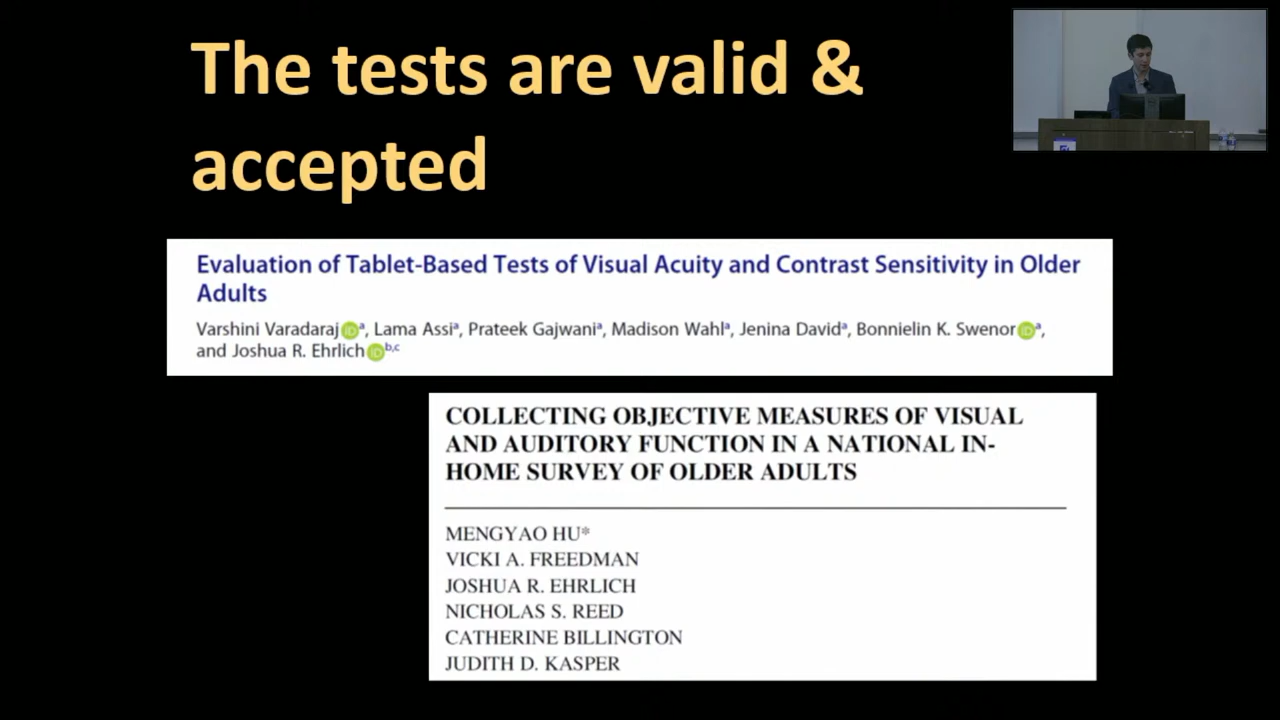 The tests are valid &
accepted
Evaluation of Tablet-Based Tests of Visual Acuity and Contrast Sensitivity in Older
Adults
Varshini Varadaraj iD a, Lama Assi a, Prateek Gajwani a, Madison Wahl a, Jenina David a, Bonnielin K. Swenor iD a,
and Joshua R. Ehrlich iD b,c
COLLECTING OBJECTIVE MEASURES OF VISUAL
AND AUDITORY FUNCTION IN A NATIONAL IN-
HOME SURVEY OF OLDER ADULTS
MENGYAO HU*
VICKI A. FREEDMAN
JOSHUA R. EHRLICH
NICHOLAS S. REED
CATHERINE BILLINGTON
JUDITH D. KASPER